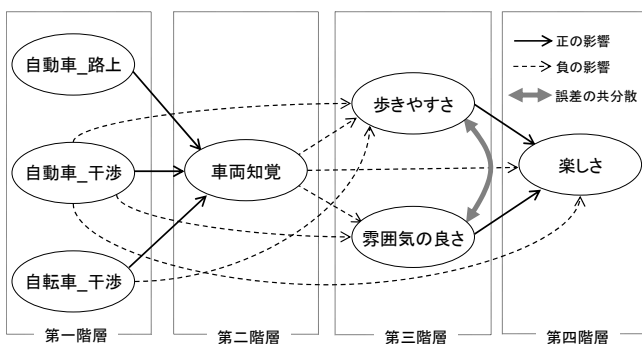 自動車_路上
自動車_干渉
自転車_干渉
車両知覚
歩きやすさ
雰囲気の良さ
楽しさ
正の影響
負の影響
誤差の共分散
第一階層
第二階層
第三階層
第四階層